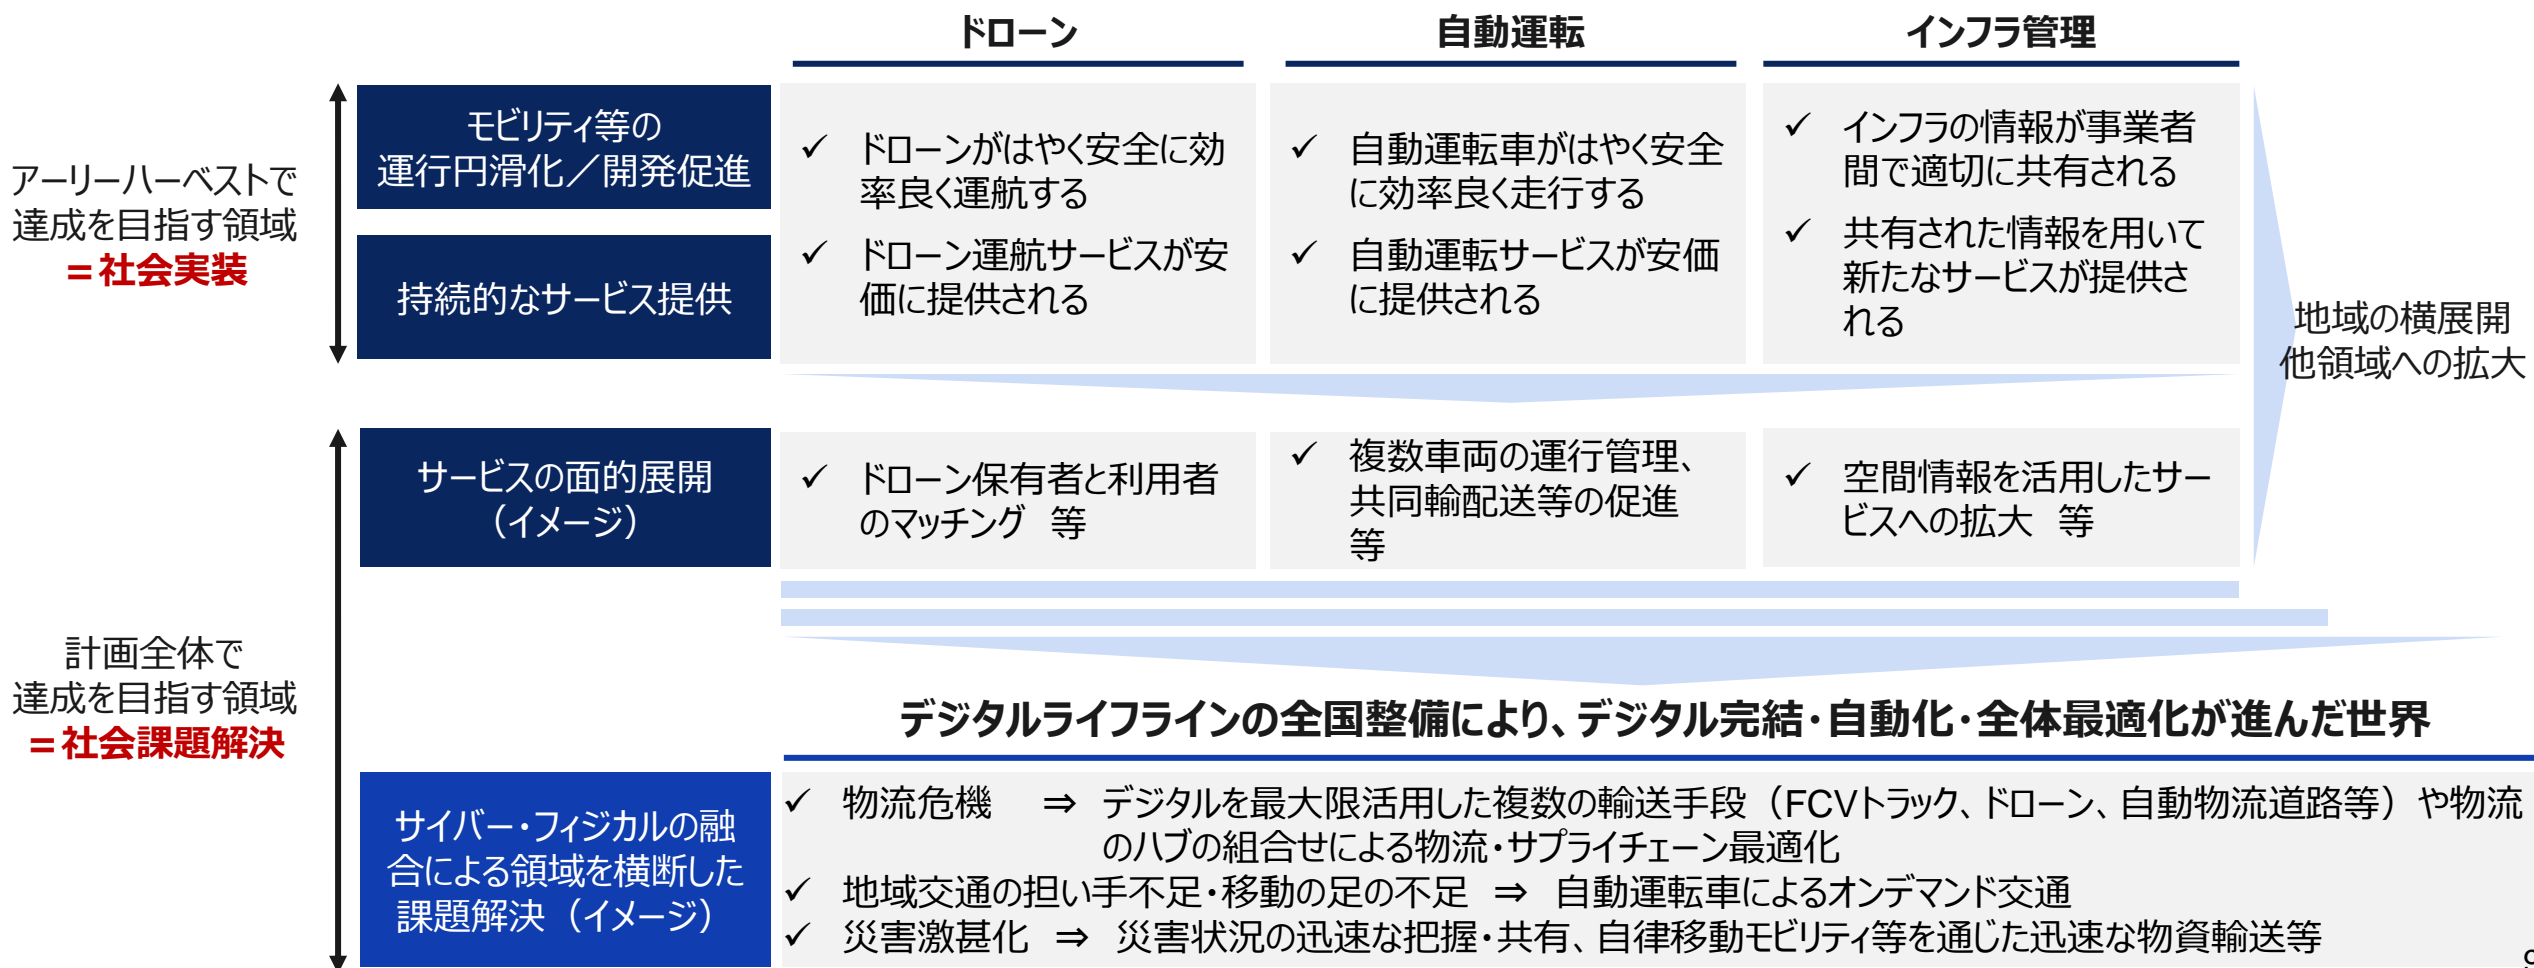 ドローン
自動運転
インフラ管理
アーリーハーベストで
達成を目指す領域
＝社会実装
モビリティ等の
運行円滑化／開発促進
持続的なサービス提供
✓ ドローンがはやく安全に効
率良く運航する
✓ ドローン運航サービスが安
価に提供される
✓ 自動運転車がはやく安全
に効率良く走行する
✓ 自動運転サービスが安価
に提供される
✓ インフラの情報が事業者
間で適切に共有される
✓ 共有された情報を用いて
新たなサービスが提供さ
れる
地域の横展開
他領域への拡大
計画全体で
達成を目指す領域
＝社会課題解決
サービスの面的展開
（イメージ）
✓ ドローン保有者と利用者
のマッチング　等
✓ 複数車両の運行管理、
共同輸配送等の促進
等
✓ 空間情報を活用したサー
ビスへの拡大　等
デジタルライフラインの全国整備により、デジタル完結・自動化・全体最適化が進んだ世界
サイバー・フィジカルの融
合による領域を横断した
課題解決（イメージ）
✓ 物流危機　⇒ デジタルを最大限活用した複数の輸送手段（FCVトラック、ドローン、自動物流道路等）や物流
のハブの組合せによる物流・サプライチェーン最適化
✓ 地域交通の担い手不足・移動の足の不足 ⇒ 自動運転車によるオンデマンド交通
✓ 災害激甚化 ⇒ 災害状況の迅速な把握・共有、自律移動モビリティ等を通じた迅速な物資輸送等